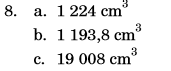 8. a. 1 224 cm³
b. 1 193,8 cm³
c. 19 008 cm³